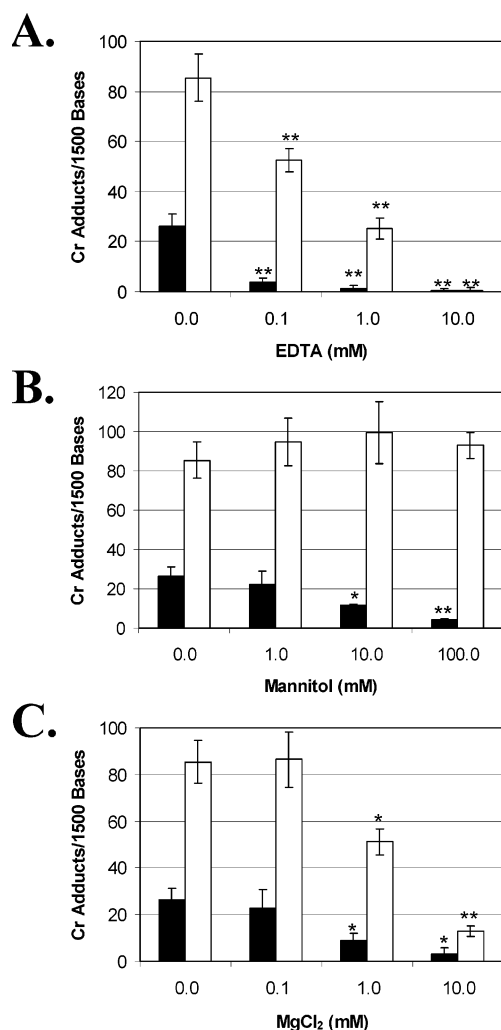 A.
Cr Adducts/1500 Bases
100
80
60
40
20
0
**
**
**
**
** **
0.0 0.1 1.0 10.0
EDTA (mM)
B.
Cr Adducts/1500 Bases
120
100
80
60
40
20
0
*
**
0.0 1.0 10.0 100.0
Mannitol (mM)
C.
Cr Adducts/1500 Bases
100
80
60
40
20
0
*
*
**
*
0.0 0.1 1.0 10.0
MgCl₂ (mM)